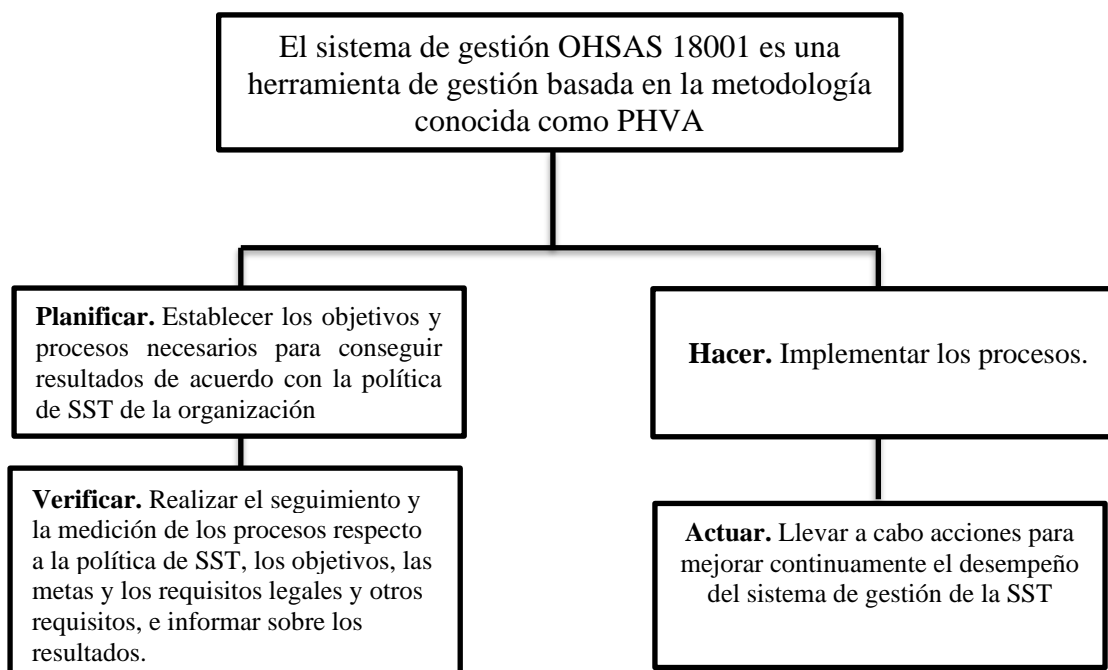 El sistema de gestión OHSAS 18001 es una
herramienta de gestión basada en la metodología
conocida como PHVA
Planificar. Establecer los objetivos y
procesos necesarios para conseguir
resultados de acuerdo con la política
de SST de la organización
Hacer. Implementar los procesos.
Verificar. Realizar el seguimiento y
la medición de los procesos respecto
a la política de SST, los objetivos, las
metas y los requisitos legales y otros
requisitos, e informar sobre los
resultados.
Actuar. Llevar a cabo acciones para
mejorar continuamente el desempeño
del sistema de gestión de la SST